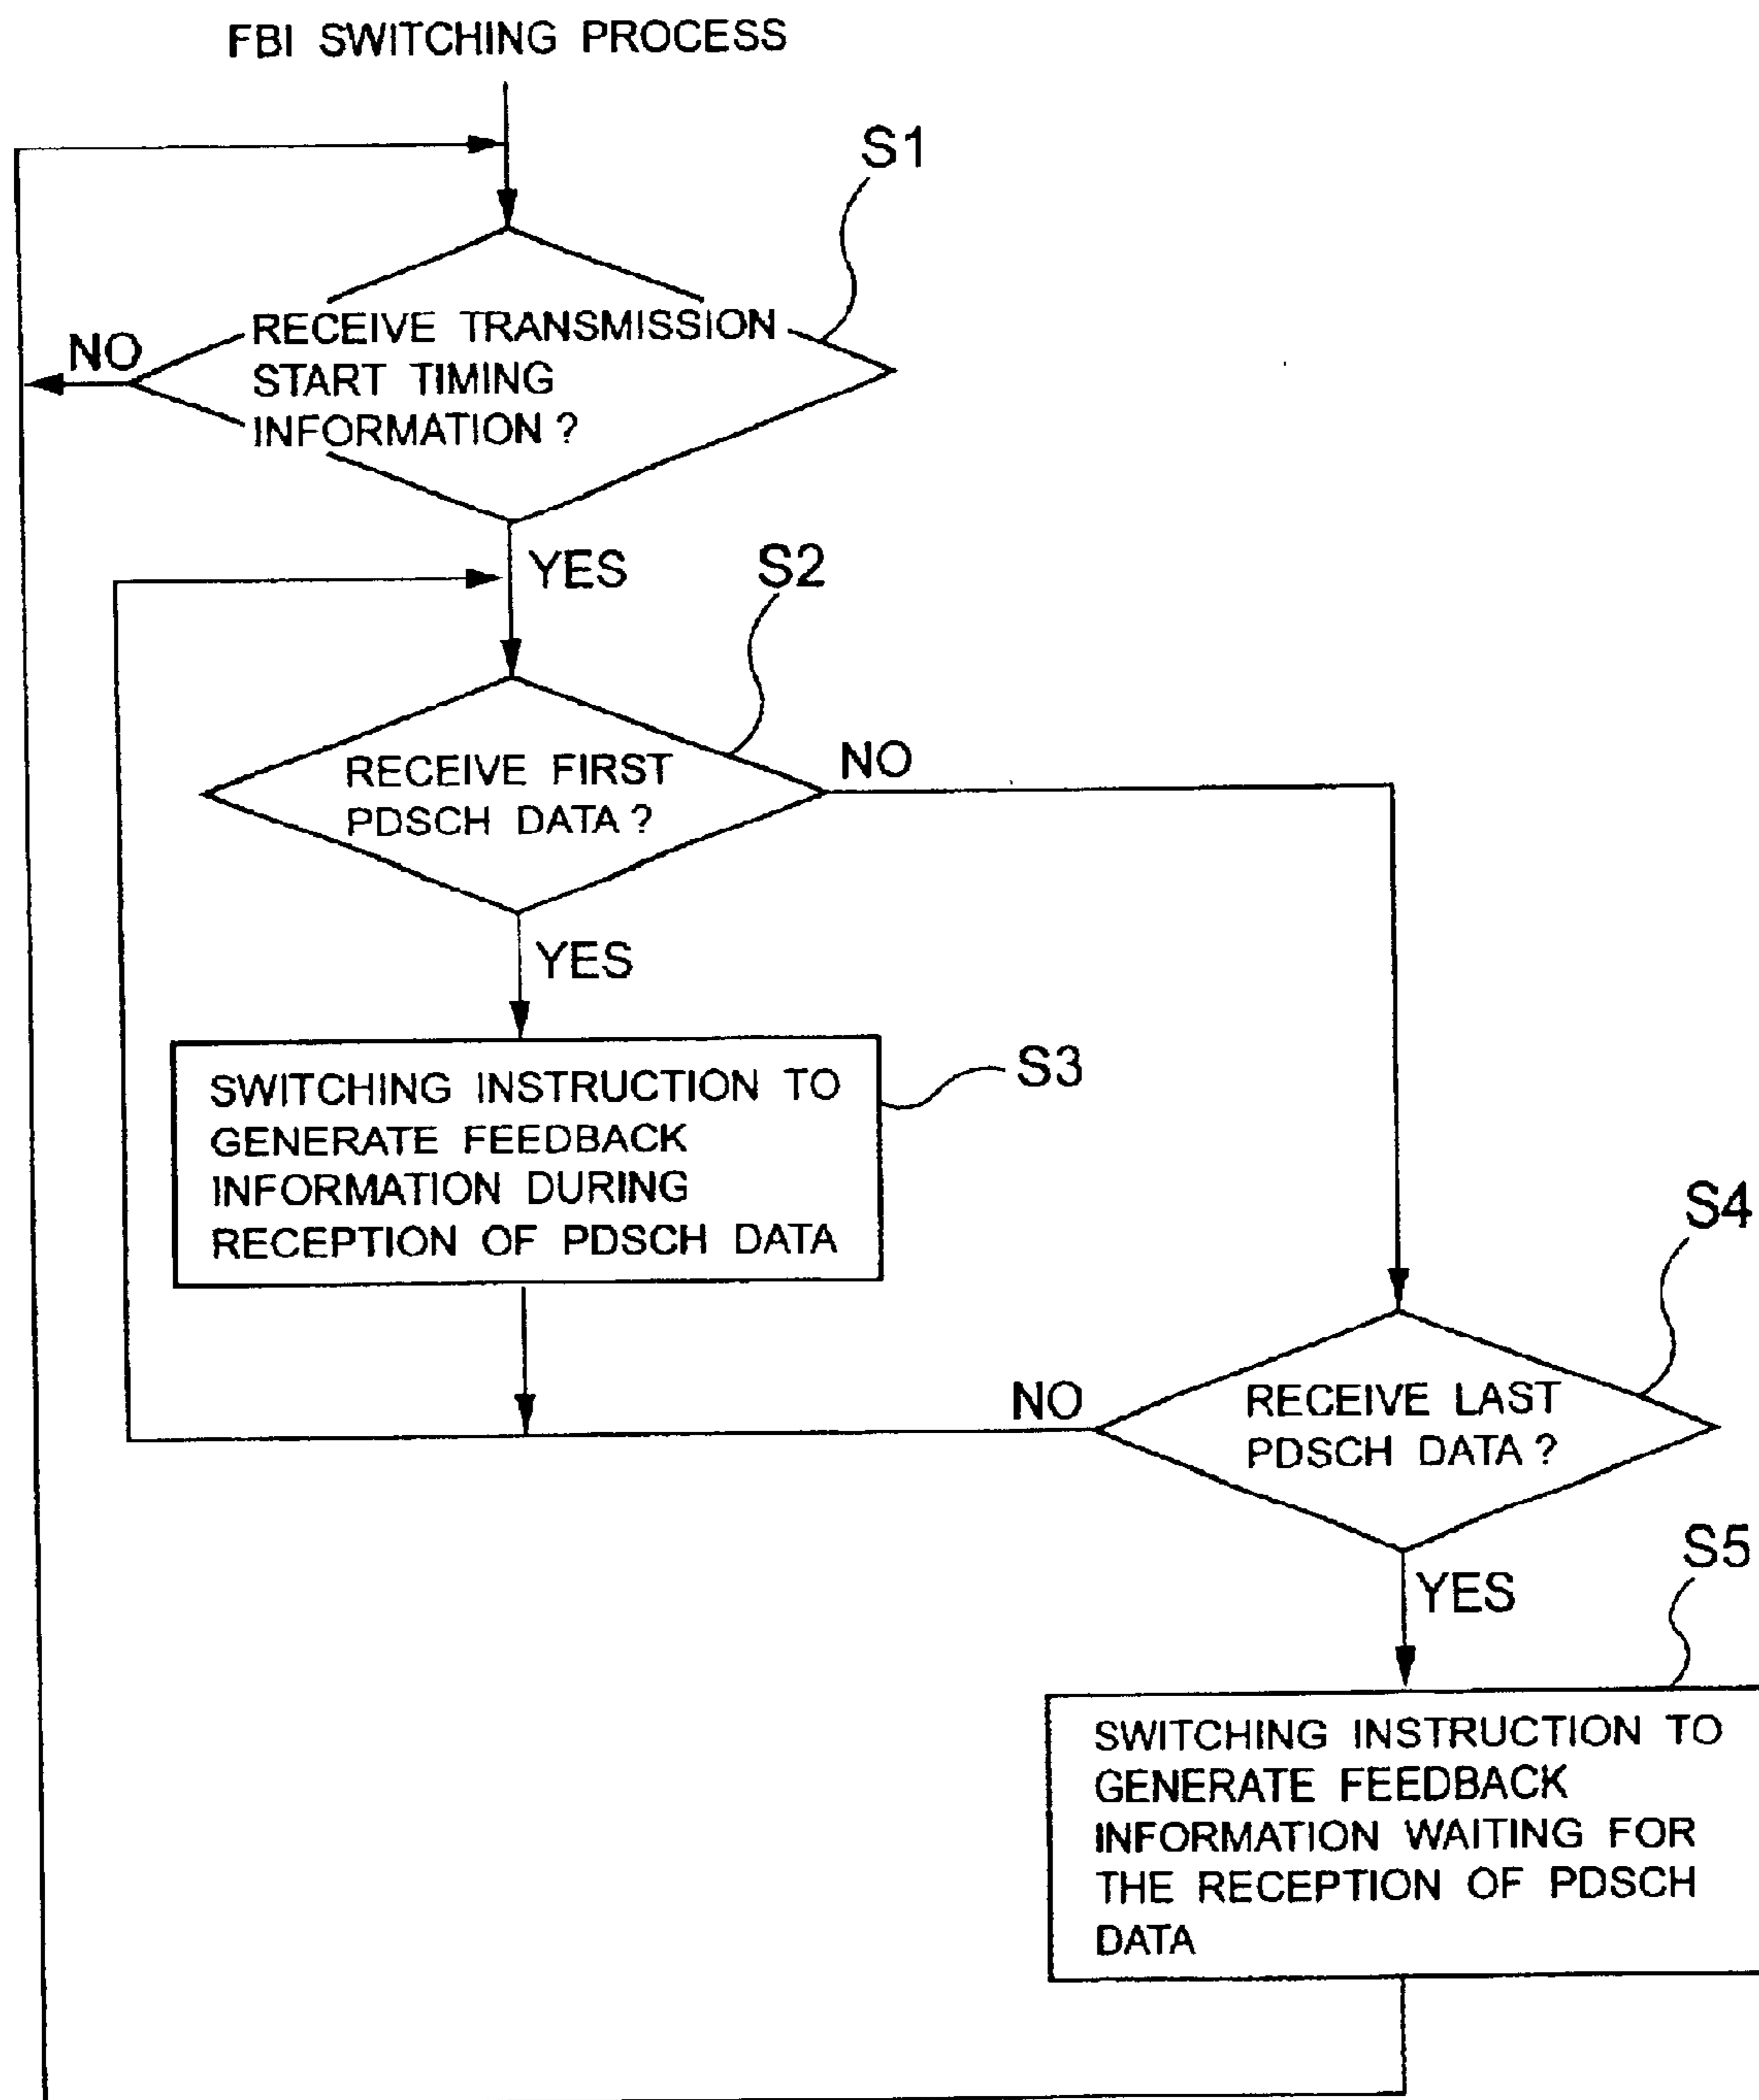 FBI SWITCHING PROCESS
S1
RECEIVE TRANSMISSION
START TIMING
INFORMATION ?
NO
YES
S2
RECEIVE FIRST
PDSCH DATA ?
NO
YES
S3
SWITCHING INSTRUCTION TO
GENERATE FEEDBACK
INFORMATION DURING
RECEPTION OF PDSCH DATA
S4
RECEIVE LAST
PDSCH DATA ?
NO
YES
S5
SWITCHING INSTRUCTION TO
GENERATE FEEDBACK
INFORMATION WAITING FOR
THE RECEPTION OF PDSCH
DATA